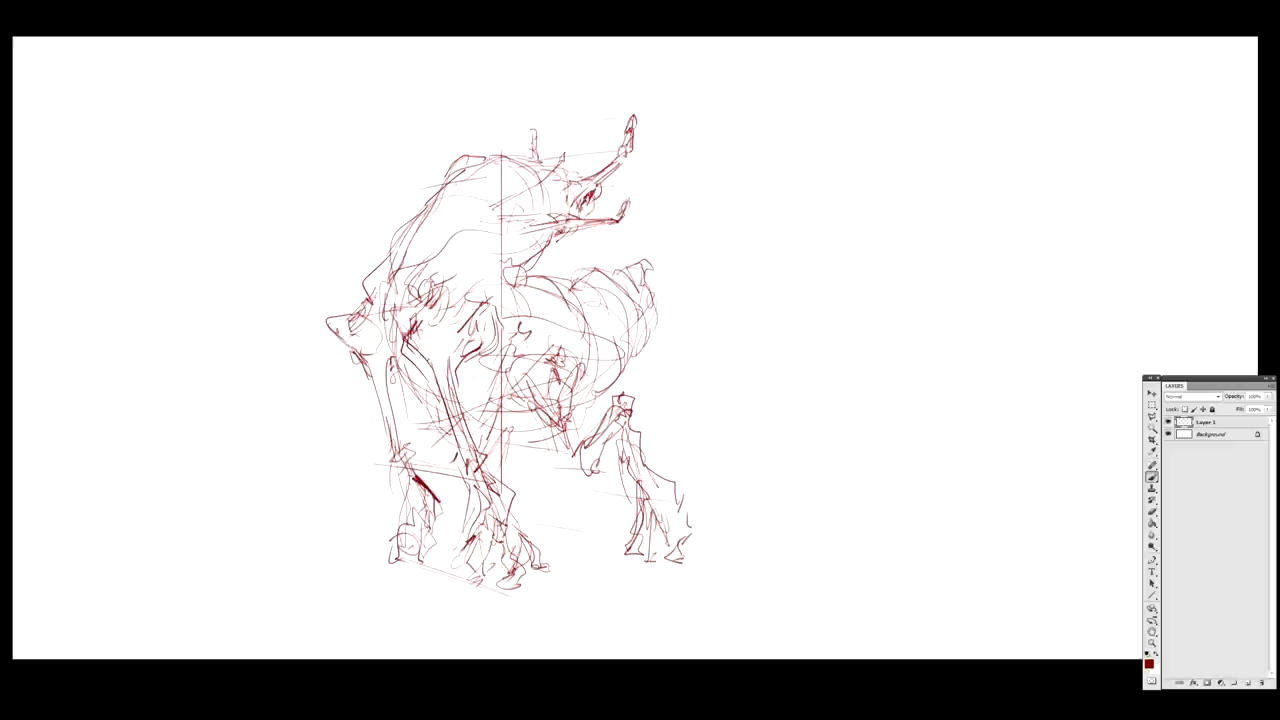 LAYERS
Normal Opacity: 100%
Lock: Fill: 100%
Layer 1
Background